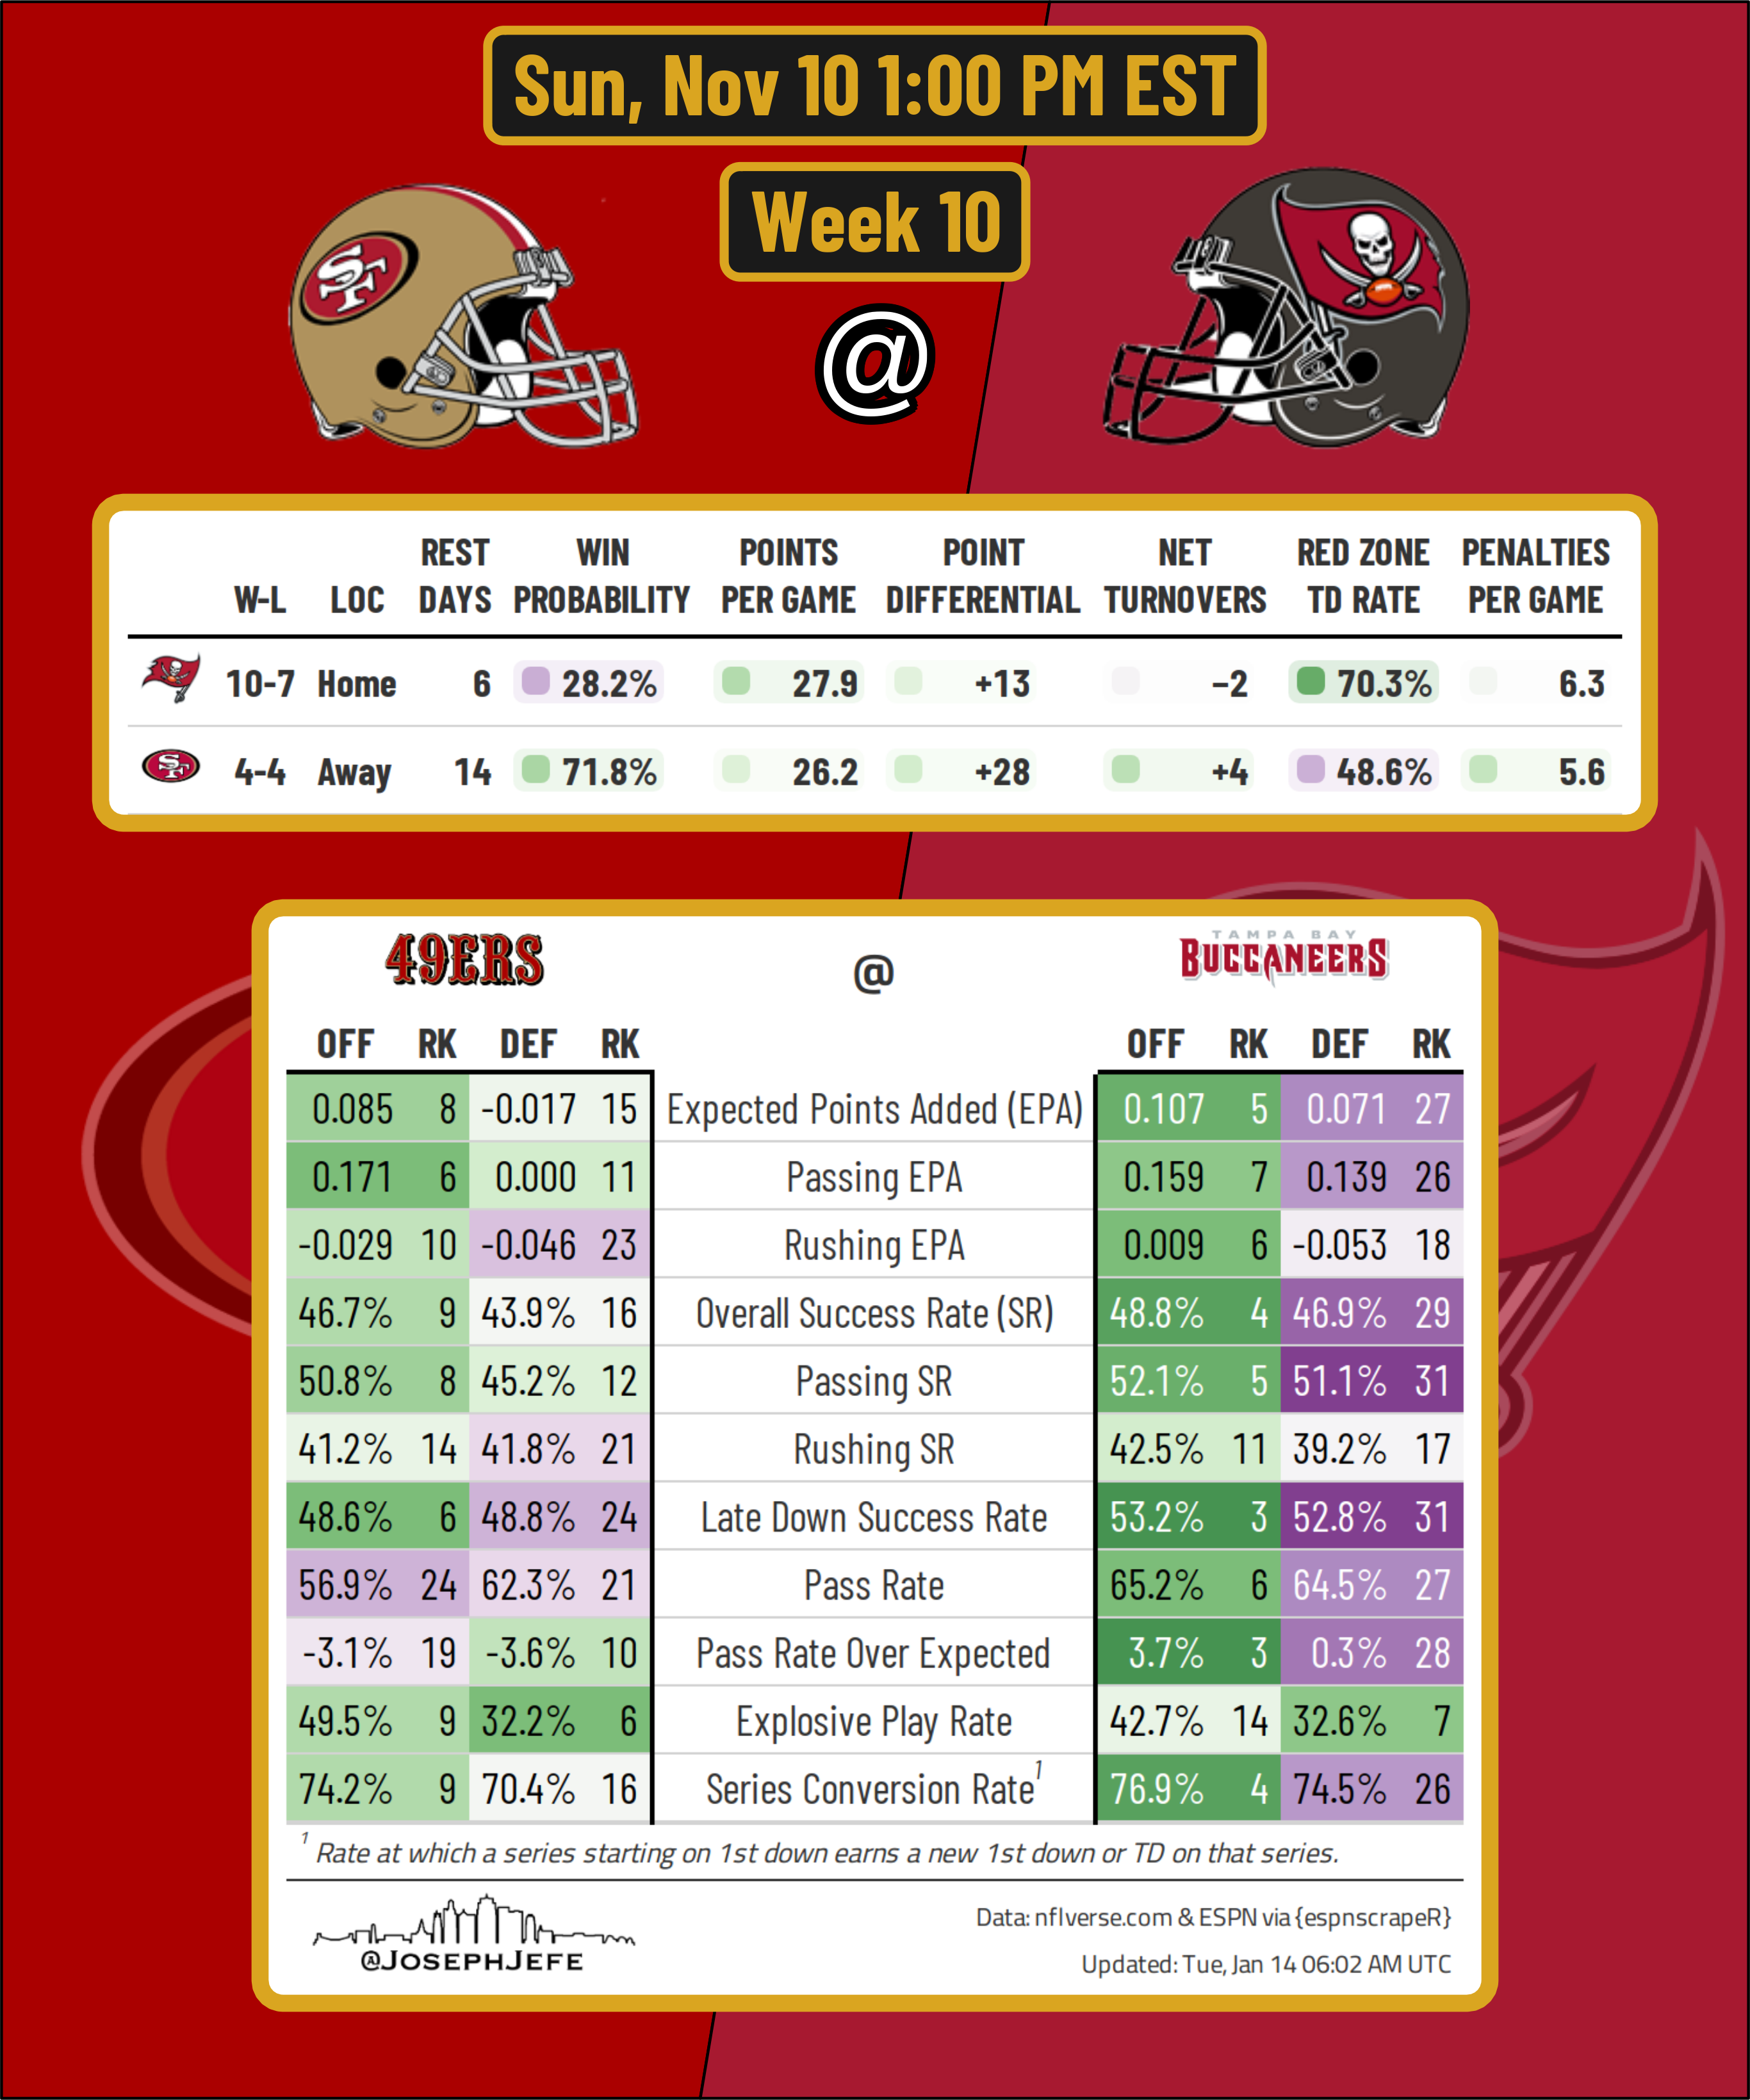 Sun, Nov 10 1:00 PM EST
Week 10
SF
@
REST WIN POINTS POINT NET RED ZONE PENALTIES
W-L LOC DAYS PROBABILITY PER GAME DIFFERENTIAL TURNOVERS TD RATE PER GAME
10-7 Home 6 28.2% 27.9 +13 −2 70.3% 6.3
SF 4-4 Away 14 71.8% 26.2 +28 +4 48.6% 5.6
49ERS @ TAMPA BAY BUCCANEERS
OFF RK DEF RK OFF RK DEF RK
0.085 8 -0.017 15 Expected Points Added (EPA) 0.107 5 0.071 27
0.171 6 0.000 11 Passing EPA 0.159 7 0.139 26
-0.029 10 -0.046 23 Rushing EPA 0.009 6 -0.053 18
46.7% 9 43.9% 16 Overall Success Rate (SR) 48.8% 4 46.9% 29
50.8% 8 45.2% 12 Passing SR 52.1% 5 51.1% 31
41.2% 14 41.8% 21 Rushing SR 42.5% 11 39.2% 17
48.6% 6 48.8% 24 Late Down Success Rate 53.2% 3 52.8% 31
56.9% 24 62.3% 21 Pass Rate 65.2% 6 64.5% 27
-3.1% 19 -3.6% 10 Pass Rate Over Expected 3.7% 3 0.3% 28
49.5% 9 32.2% 6 Explosive Play Rate 42.7% 14 32.6% 7
74.2% 9 70.4% 16 Series Conversion Rate¹ 76.9% 4 74.5% 26
¹ Rate at which a series starting on 1st down earns a new 1st down or TD on that series.
@JOSEPHJEFE
Data: nflverse.com & ESPN via {espnscrapeR}
Updated: Tue, Jan 14 06:02 AM UTC